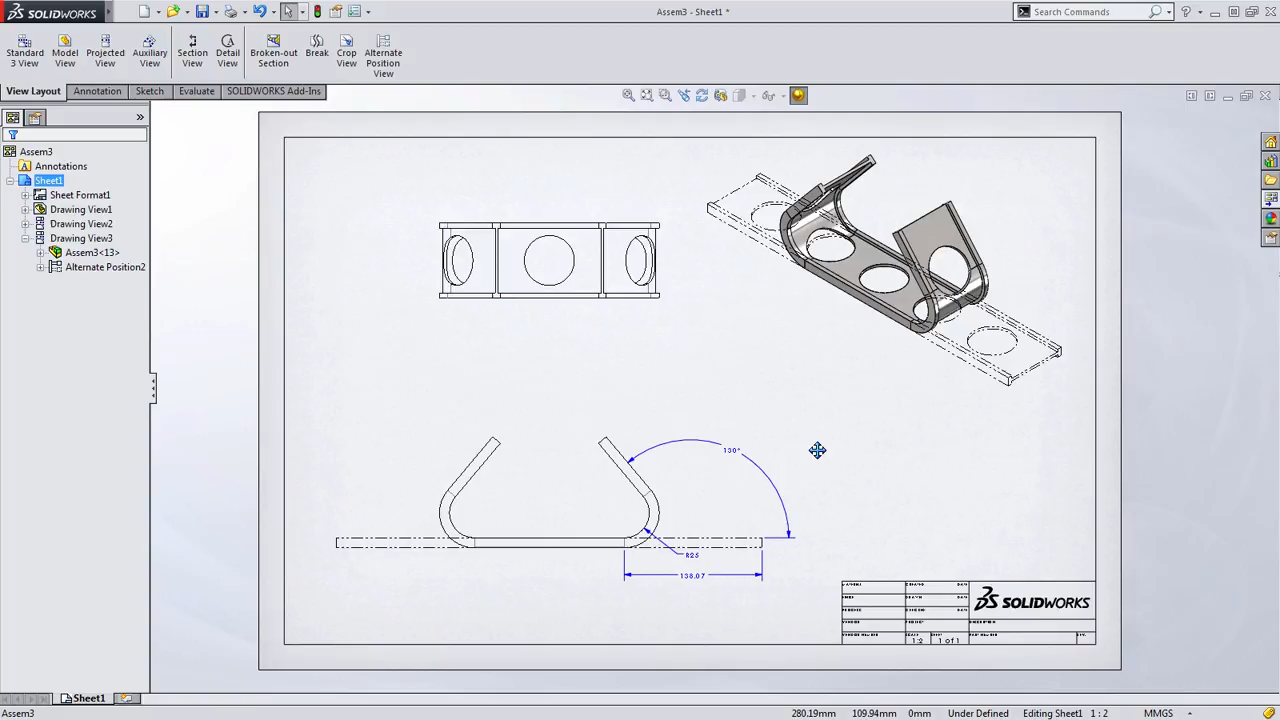 SOLIDWORKS
Assem3 - Sheet1 *
Search Commands
Standard 3 View
Model View
Projected View
Auxiliary View
Section View
Detail View
Broken-out Section
Break
Crop View
Alternate Position View
View Layout
Annotation
Sketch
Evaluate
SOLIDWORKS Add-Ins
Assem3
Annotations
Sheet1
Sheet Format1
Drawing View1
Drawing View2
Drawing View3
Assem3<13>
Alternate Position2
130°
R25
138.07
SOLIDWORKS
1:2
1 of 1
Sheet1
Assem3
280.19mm
109.94mm
0mm
Under Defined
Editing Sheet1
1 : 2
MMGS